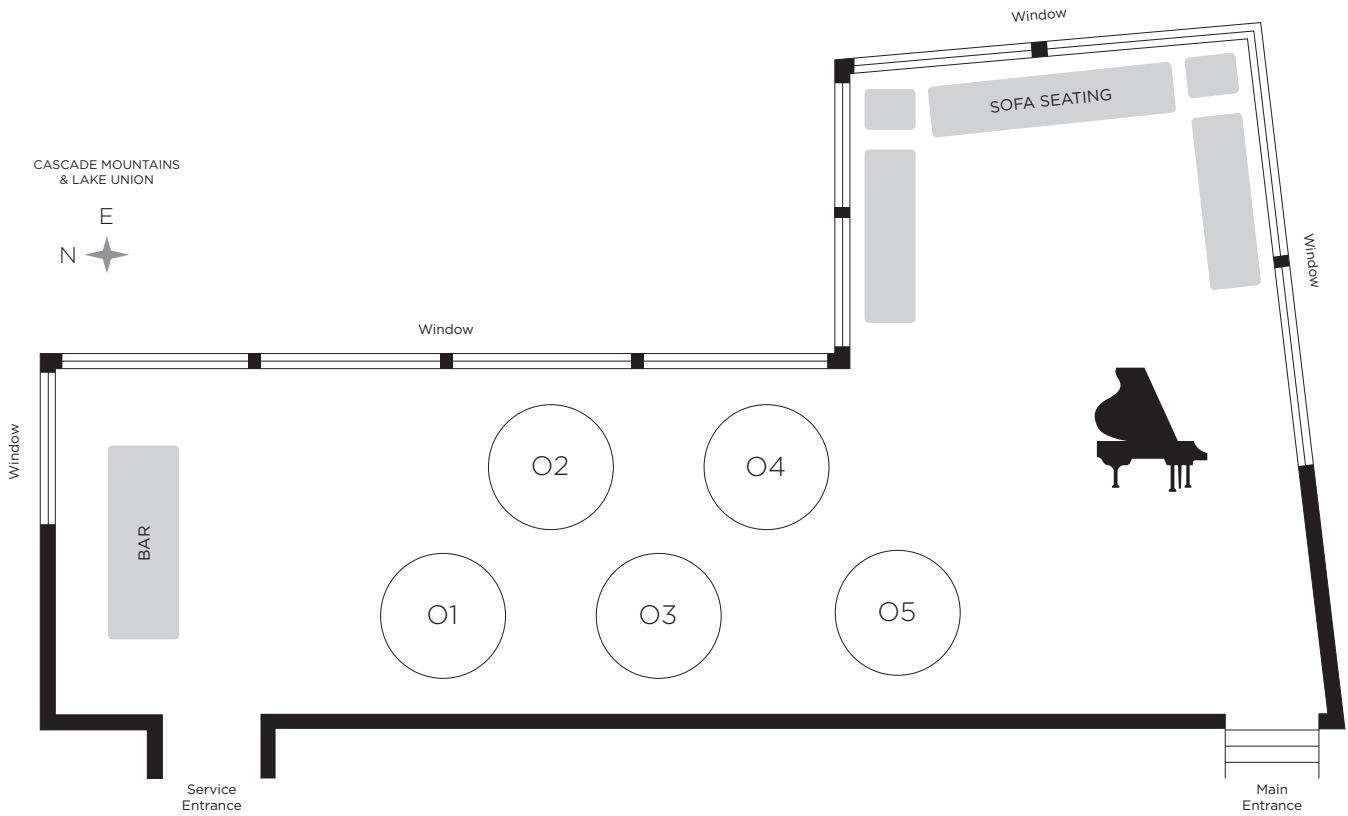 Window
SOFA SEATING
CASCADE MOUNTAINS
& LAKE UNION
E
N
Window
Window
Window
BAR
O2
O4
O1
O3
O5
Service
Entrance
Main
Entrance